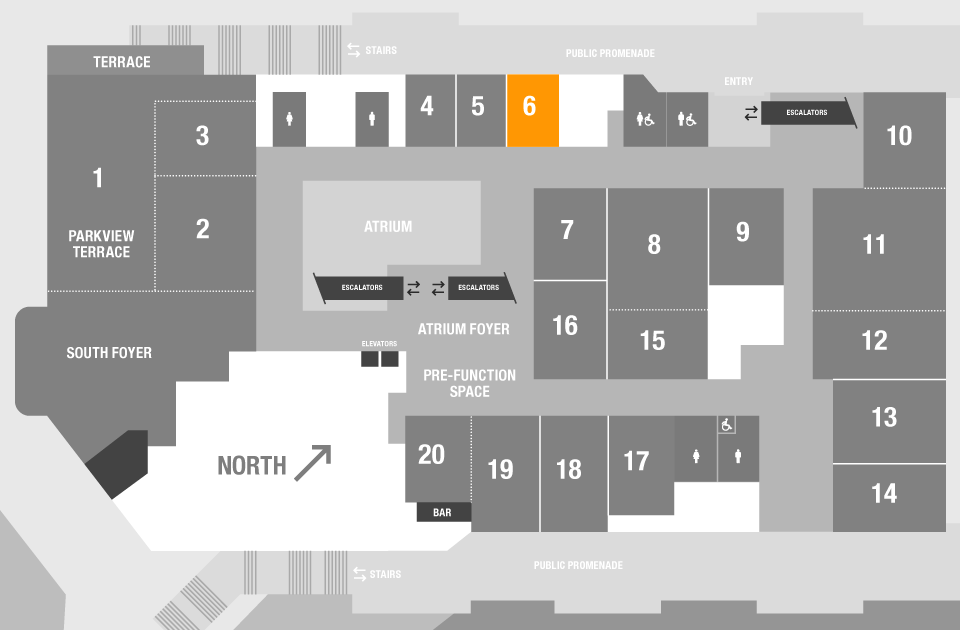 STAIRS
PUBLIC PROMENADE
TERRACE
ENTRY
ESCALATORS
4
5
6
3
10
1
2
PARKVIEW
TERRACE
ATRIUM
7
8
9
11
ESCALATORS
ESCALATORS
16
15
12
ATRIUM FOYER
SOUTH FOYER
ELEVATORS
PRE-FUNCTION
SPACE
13
20
19
18
17
NORTH
14
BAR
STAIRS
PUBLIC PROMENADE